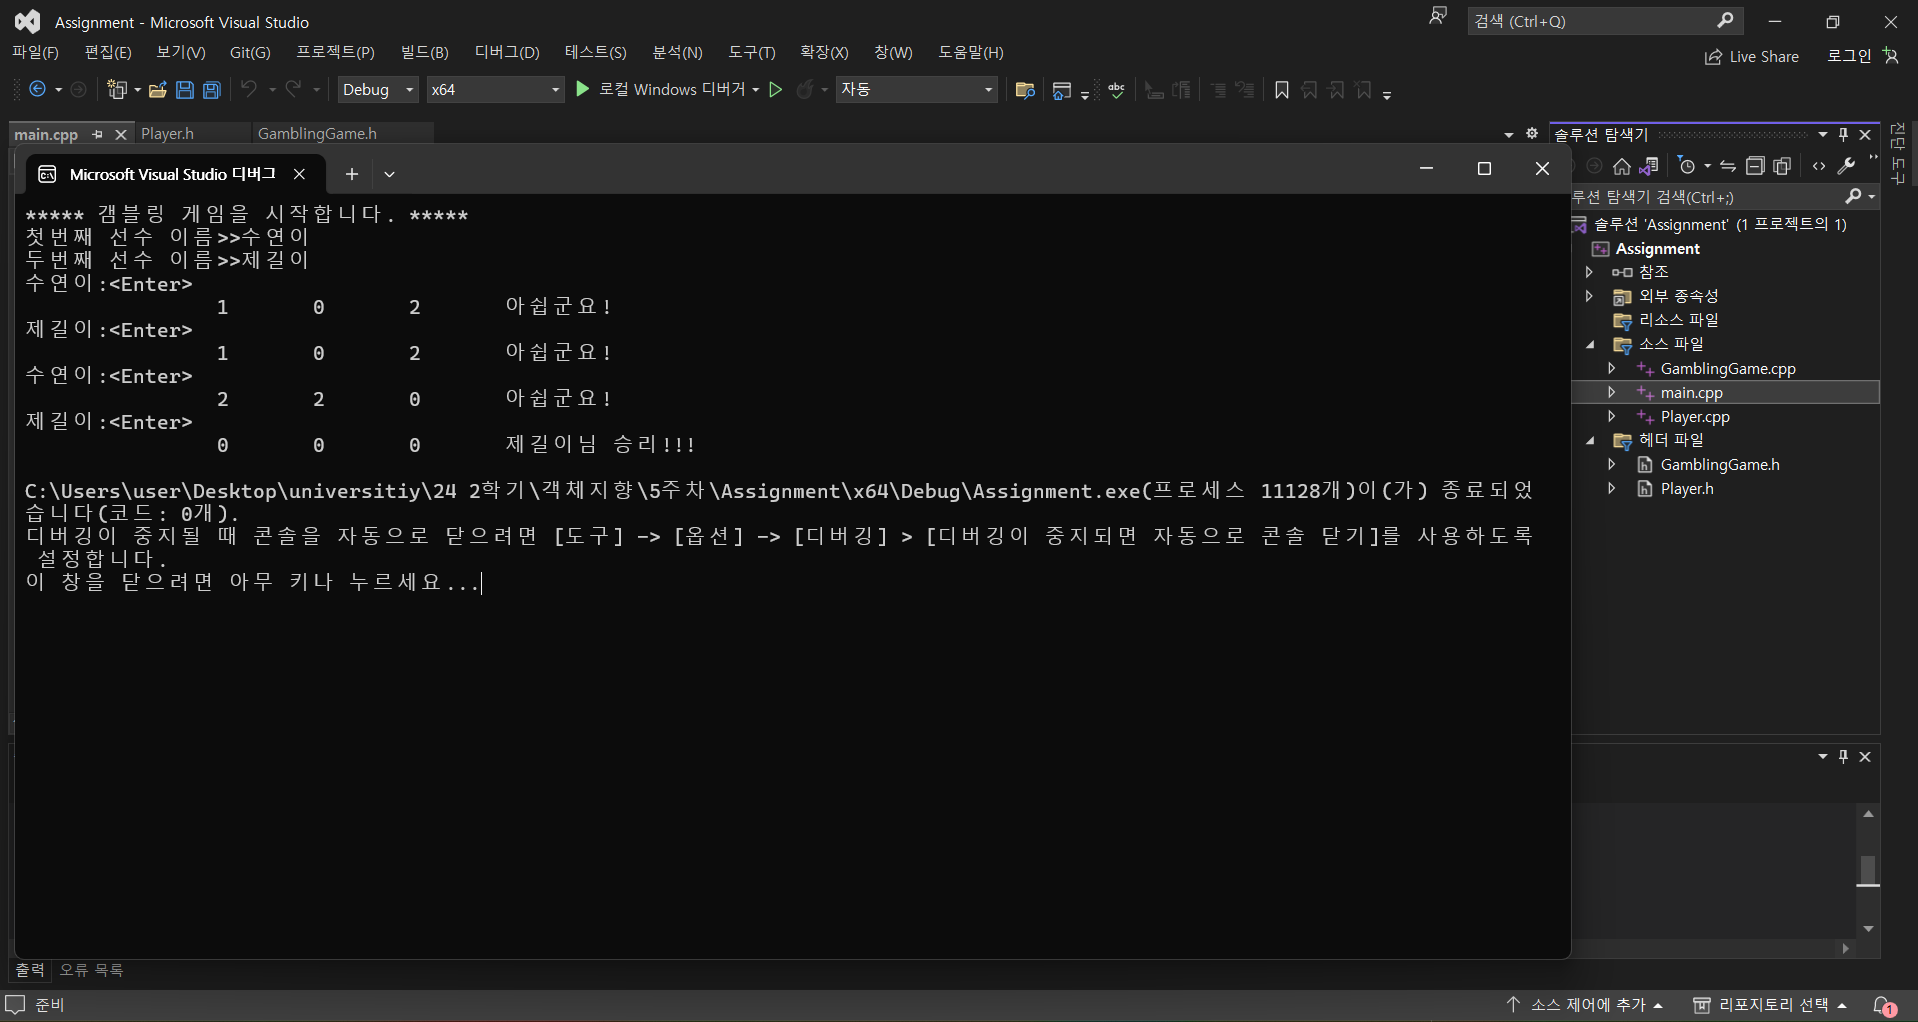 Assignment - Microsoft Visual Studio
검색 (Ctrl+Q)
파일(F) 편집(E) 보기(V) Git(G) 프로젝트(P) 빌드(B) 디버그(D) 테스트(S) 분석(N) 도구(T) 확장(X) 창(W) 도움말(H)
Live Share 로그인
Debug x64 로컬 Windows 디버거 자동
main.cpp Player.h GamblingGame.h
Microsoft Visual Studio 디버그
***** 갬블링 게임을 시작합니다. *****
첫번째 선수 이름>>수연이
두번째 선수 이름>>제길이
수연이:<Enter>
1 0 2 아쉽군요!
제길이:<Enter>
1 0 2 아쉽군요!
수연이:<Enter>
2 2 0 아쉽군요!
제길이:<Enter>
0 0 0 제길이님 승리!!!
C:\Users\user\Desktop\universitiy\24 2학기\객체지향\5주차\Assignment\x64\Debug\Assignment.exe(프로세스 11128개)이(가) 종료되었
습니다(코드: 0개).
디버깅이 중지될 때 콘솔을 자동으로 닫으려면 [도구] -> [옵션] -> [디버깅] > [디버깅이 중지되면 자동으로 콘솔 닫기]를 사용하도록
설정합니다.
이 창을 닫으려면 아무 키나 누르세요...
솔루션 탐색기
루션 탐색기 검색(Ctrl+;)
솔루션 'Assignment' (1 프로젝트의 1)
Assignment
참조
외부 종속성
리소스 파일
소스 파일
GamblingGame.cpp
main.cpp
Player.cpp
헤더 파일
GamblingGame.h
Player.h
진단 도구
출력 오류 목록
준비
소스 제어에 추가 리포지토리 선택 1